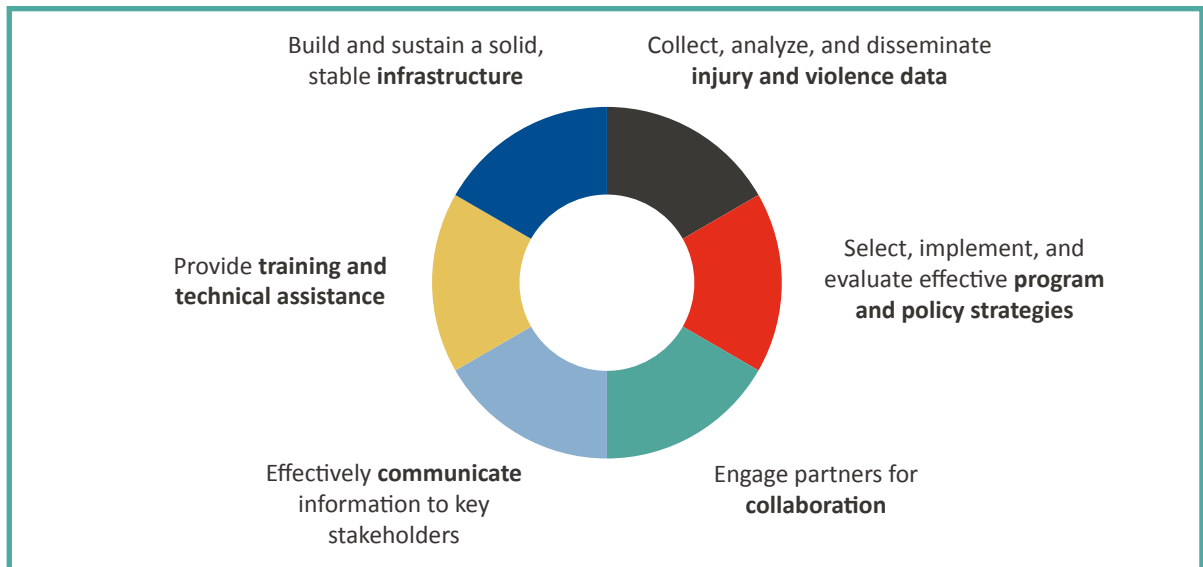 Build and sustain a solid,
stable infrastructure
Collect, analyze, and disseminate
injury and violence data
Select, implement, and
evaluate effective program
and policy strategies
Engage partners for
collaboration
Effectively communicate
information to key
stakeholders
Provide training and
technical assistance